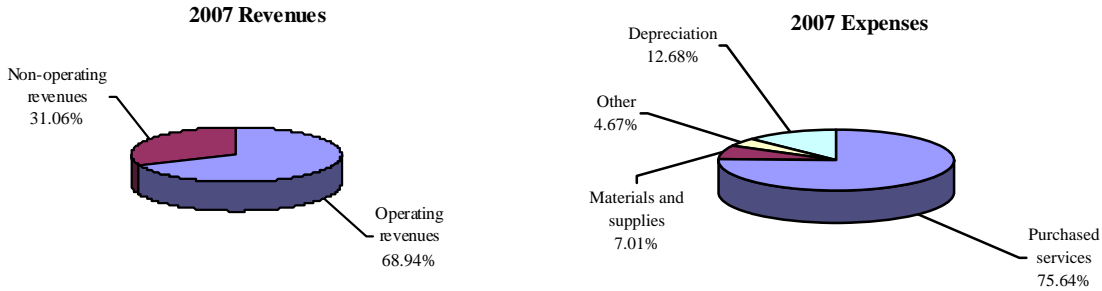 2007 Revenues
Non-operating
revenues
31.06%
Operating
revenues
68.94%
2007 Expenses
Depreciation
12.68%
Other
4.67%
Materials and
supplies
7.01%
Purchased
services
75.64%